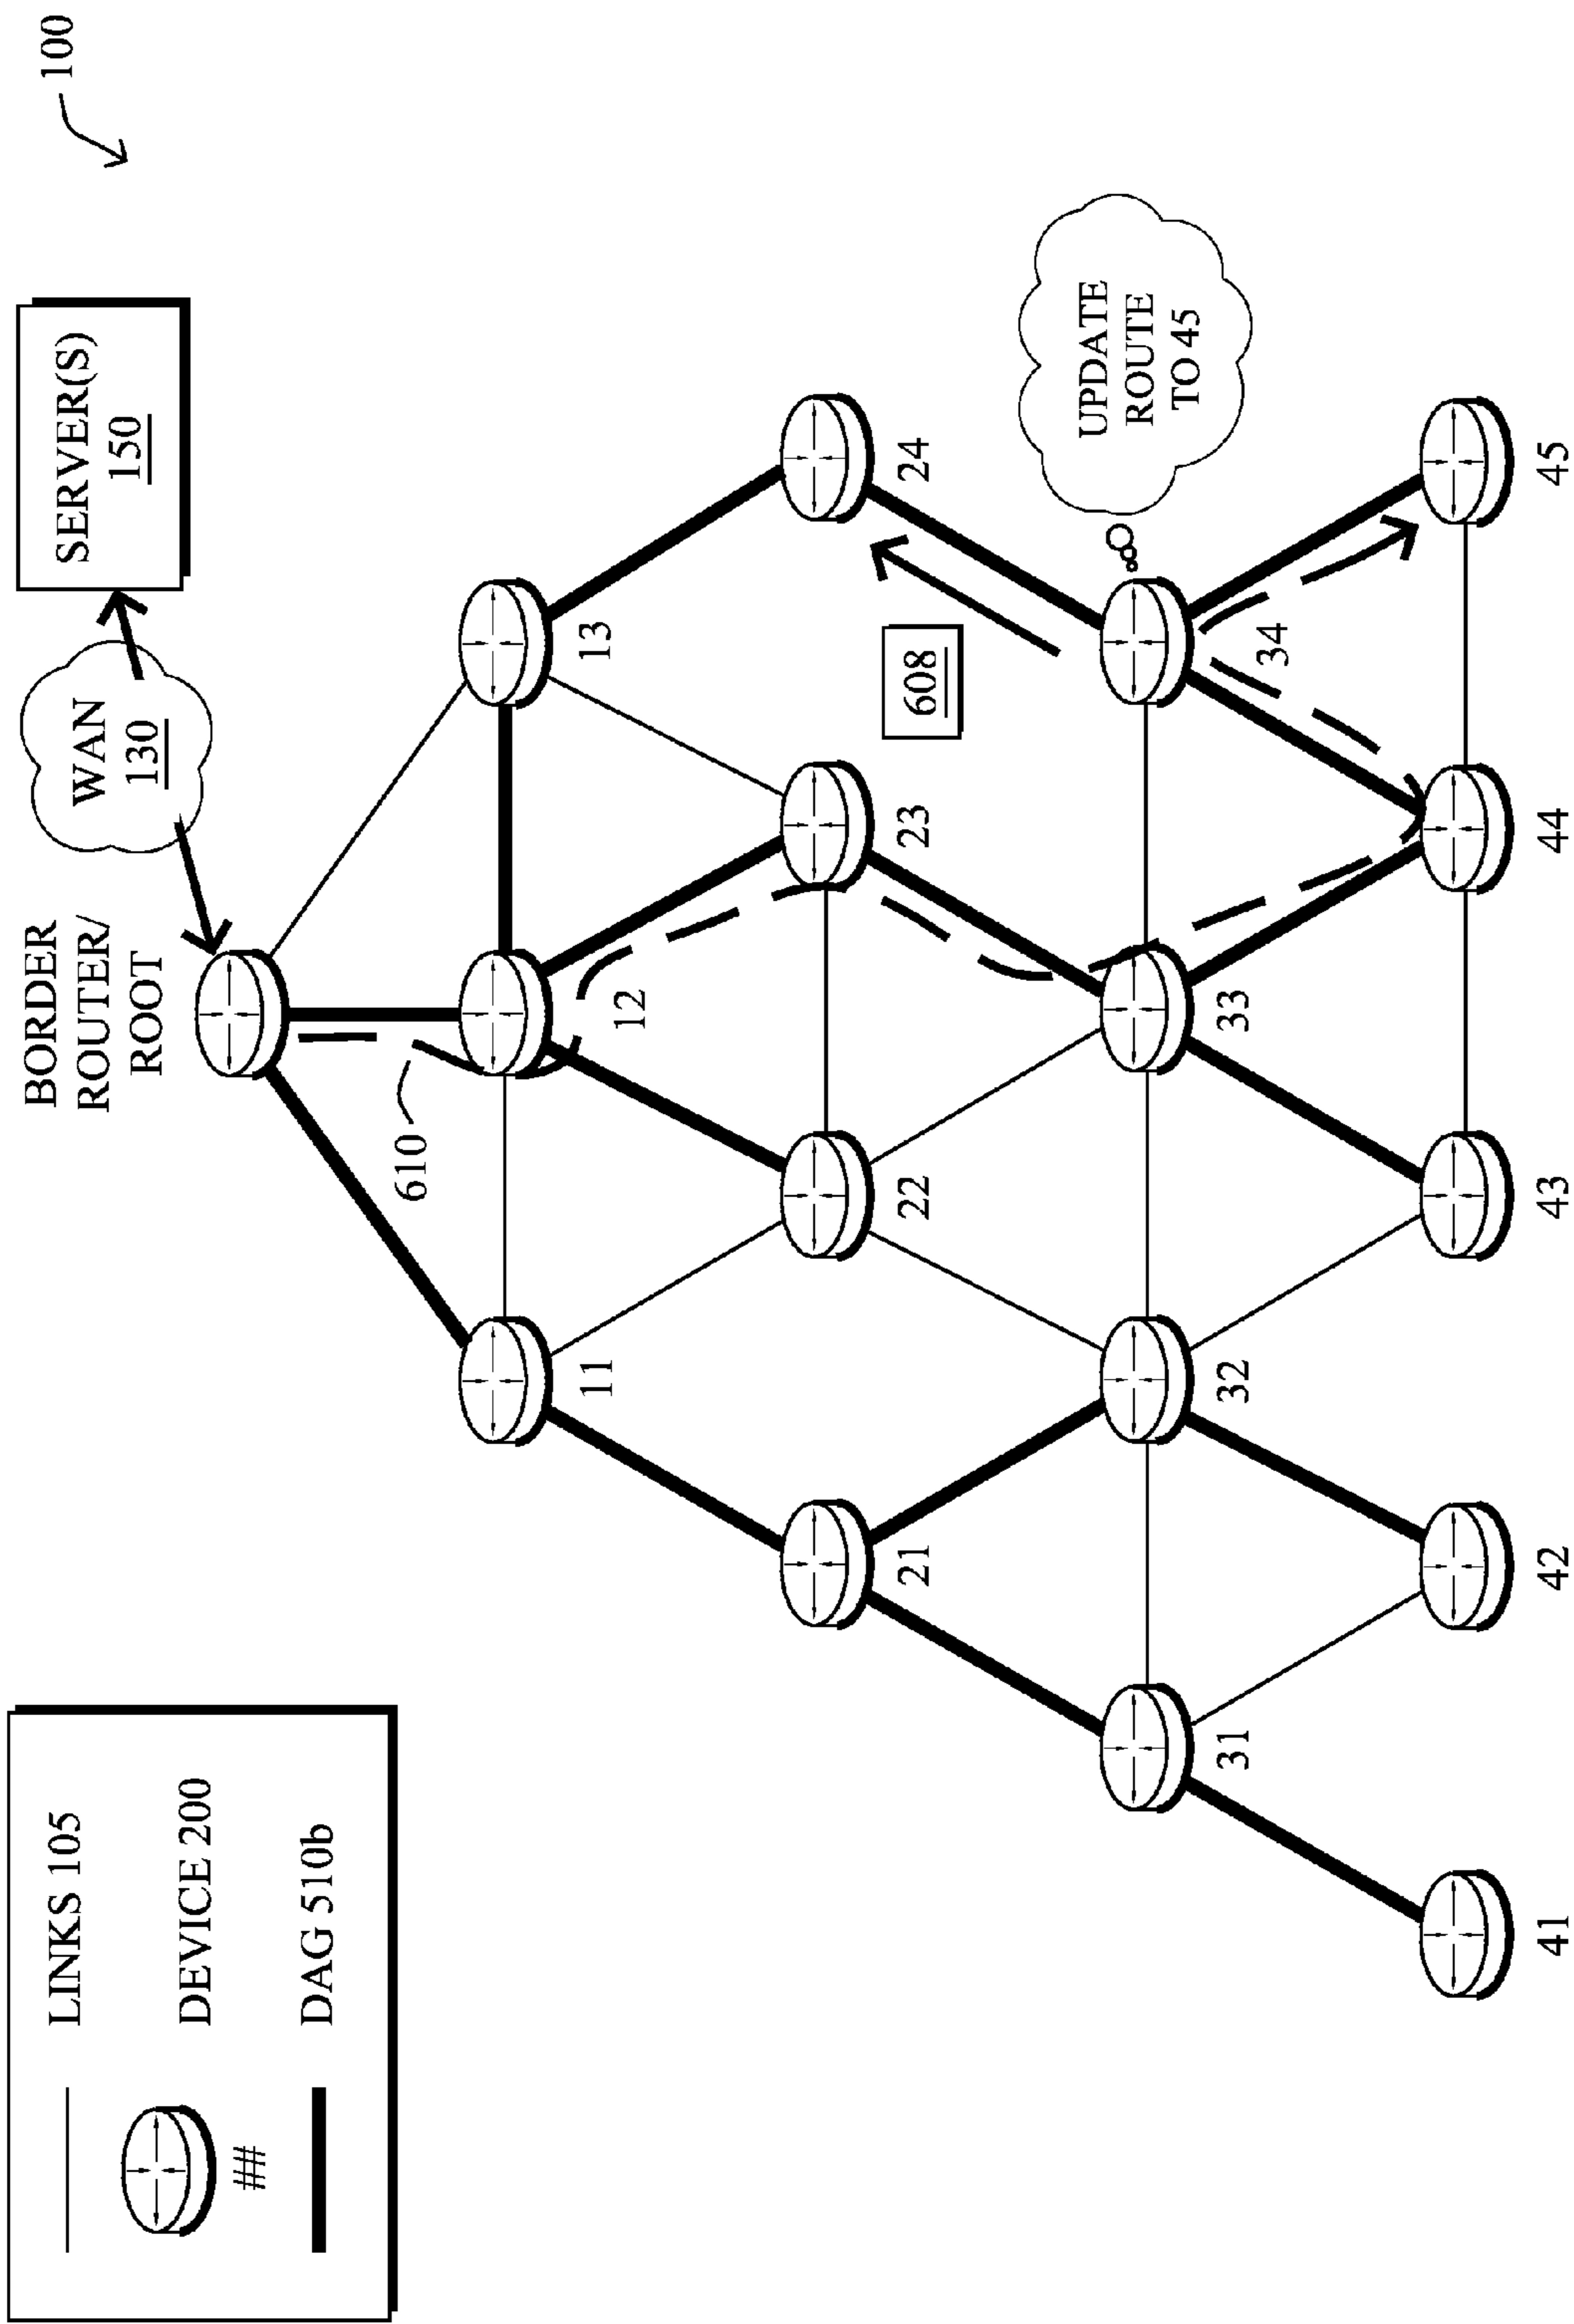 LINKS 105
##
DEVICE 200
DAG 510b
BORDER
ROUTER/
ROOT
WAN
130
SERVER(S)
150
100
610
11
12
13
21
22
23
24
608
UPDATE
ROUTE
TO 45
31
32
33
34
41
42
43
44
45